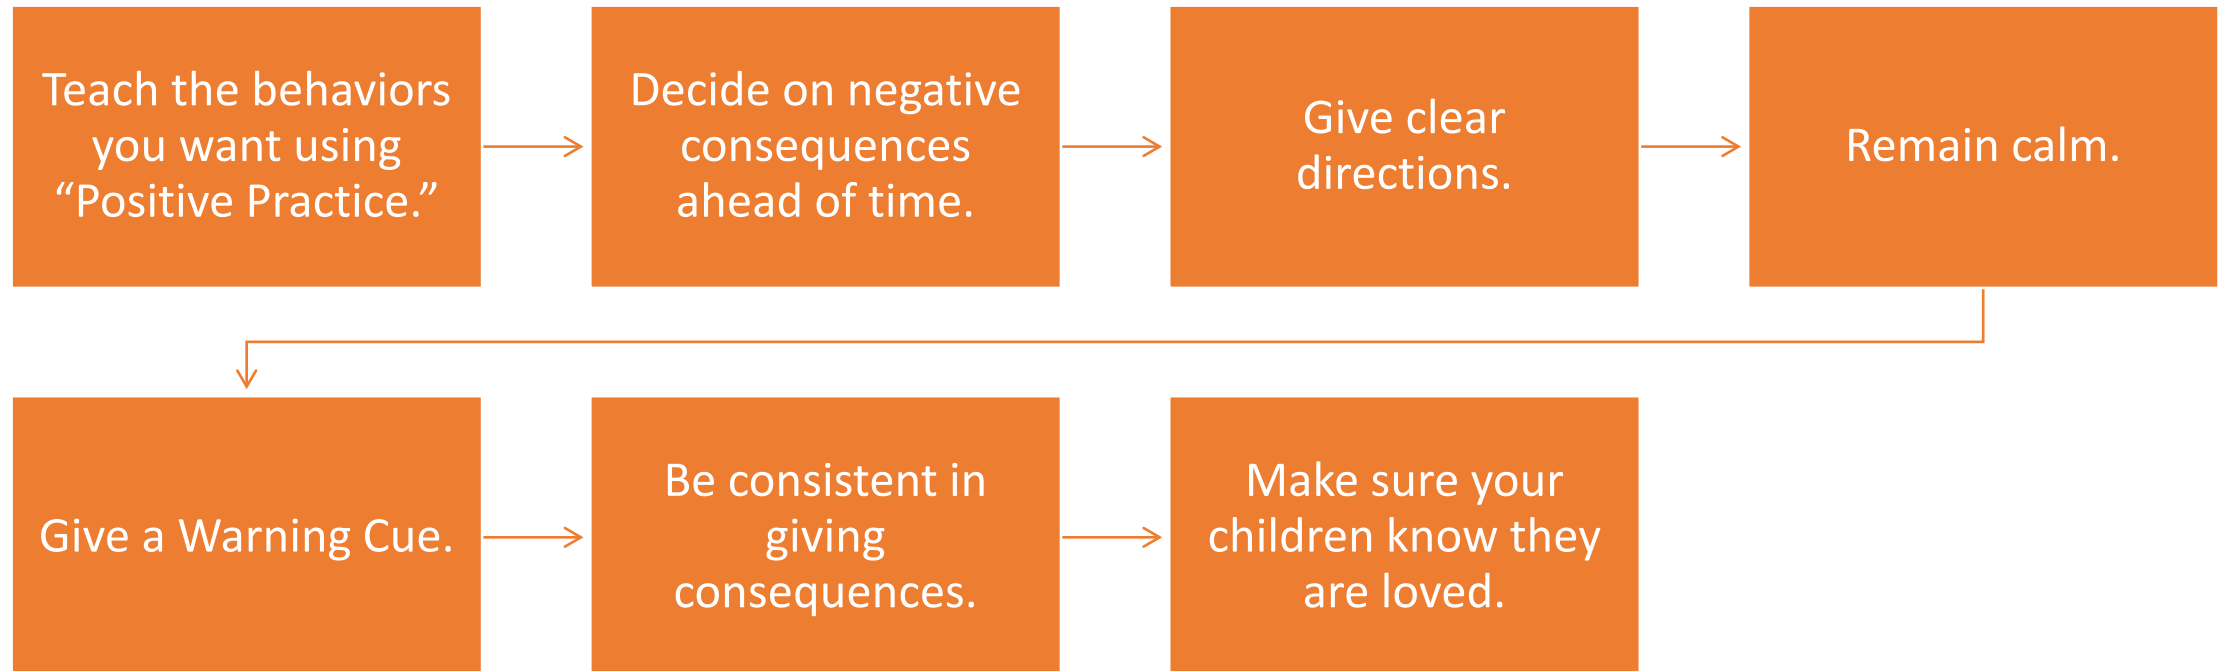 Teach the behaviors
you want using
“Positive Practice.”
Decide on negative
consequences
ahead of time.
Give clear
directions.
Remain calm.
Give a Warning Cue.
Be consistent in
giving
consequences.
Make sure your
children know they
are loved.